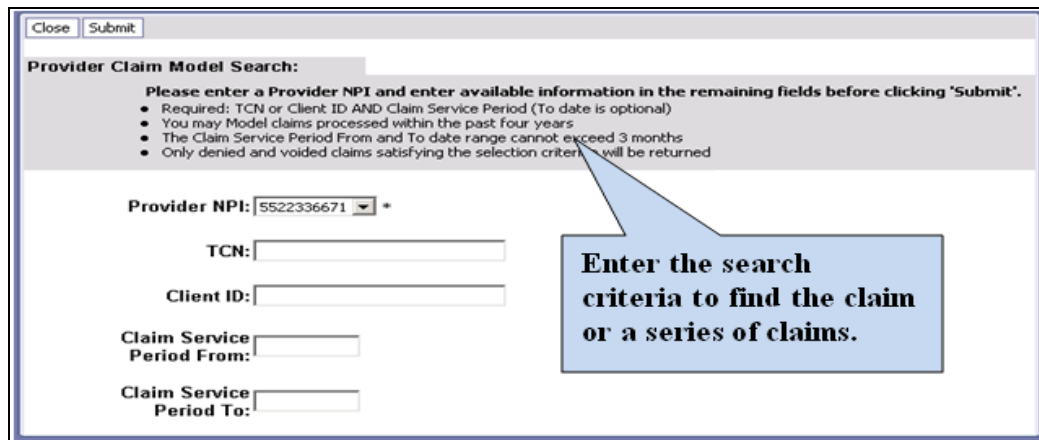 Close Submit
Provider Claim Model Search:
Please enter a Provider NPI and enter available information in the remaining fields before clicking 'Submit'.
• Required: TCN or Client ID AND Claim Service Period (To date is optional)
• You may Model claims processed within the past four years
• The Claim Service Period From and To date range cannot exceed 3 months
• Only denied and voided claims satisfying the selection criteria will be returned
Provider NPI: 5522336671 *
TCN:
Client ID:
Claim Service
Period From:
Claim Service
Period To:
Enter the search
criteria to find the claim
or a series of claims.